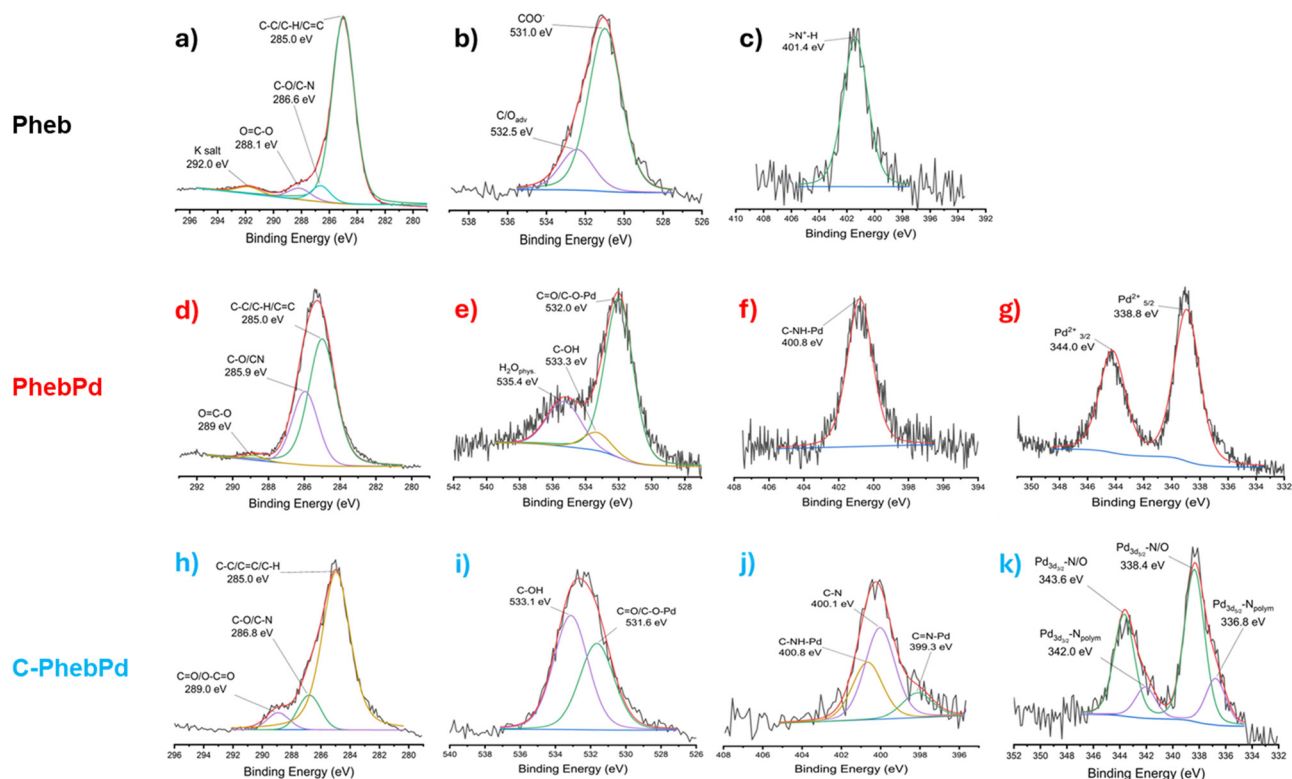 a)
C-C/C-H/C=C
285.0 eV
C-O/C-N
286.6 eV
O=C-O
288.1 eV
K salt
292.0 eV
296 294 292 290 288 286 284 282 280
Binding Energy (eV)
b)
COO⁻
531.0 eV
C/Oadv
532.5 eV
538 536 534 532 530 528 526
Binding Energy (eV)
c)
>N⁺-H
401.4 eV
410 408 406 404 402 400 398 396 394 392
Binding Energy (eV)
Pheb
d)
C-C/C-H/C=C
285.0 eV
C-O/CN
285.9 eV
O=C-O
289 eV
292 290 288 286 284 282 280
Binding Energy (eV)
e)
C=O/C-O-Pd
532.0 eV
C-OH
533.3 eV
H₂Ophys.
535.4 eV
542 540 538 536 534 532 530 528
Binding Energy (eV)
f)
C-NH-Pd
400.8 eV
408 406 404 402 400 398 396 394
Binding Energy (eV)
g)
Pd²⁺ 5/2
338.8 eV
Pd²⁺ 3/2
344.0 eV
350 348 346 344 342 340 338 336 334 332
Binding Energy (eV)
PhebPd
h)
C-C/C=C/C-H
285.0 eV
C-O/C-N
286.8 eV
C=O/O-C=O
289.0 eV
292 290 288 286 284 282 280
Binding Energy (eV)
i)
C-OH
533.1 eV
C=O/C-O-Pd
531.6 eV
540 538 536 534 532 530 528 526
Binding Energy (eV)
j)
C-N
400.1 eV
C-NH-Pd
400.8 eV
C=N-Pd
399.3 eV
408 406 404 402 400 398 396
Binding Energy (eV)
k)
-N/O
343.6 eV
-N/O
338.4 eV
-Npolym
336.8 eV
-Npolym
342.0 eV
352 350 348 346 344 342 340 338 336 334 332
Binding Energy (eV)
C-PhebPd